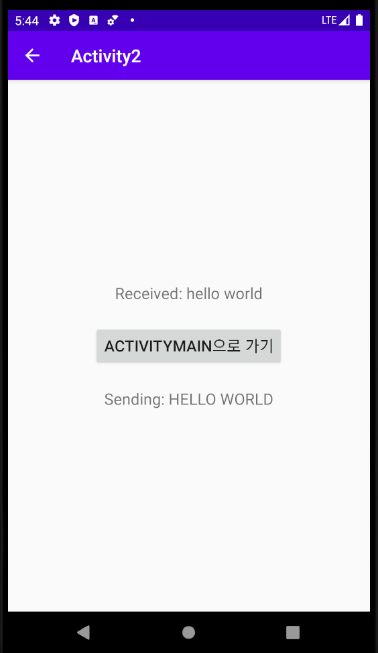 5:44
LTE
Activity2
Received: hello world
ACTIVITYMAIN으로 가기
Sending: HELLO WORLD